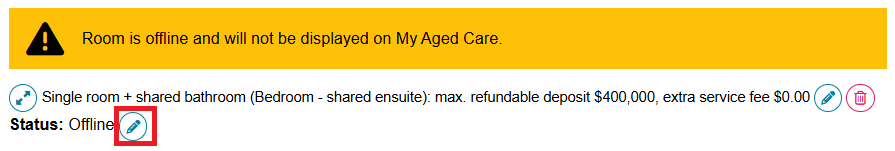 Room is offline and will not be displayed on My Aged Care.
Single room + shared bathroom (Bedroom - shared ensuite): max. refundable deposit $400,000, extra service fee $0.00
Status: Offline